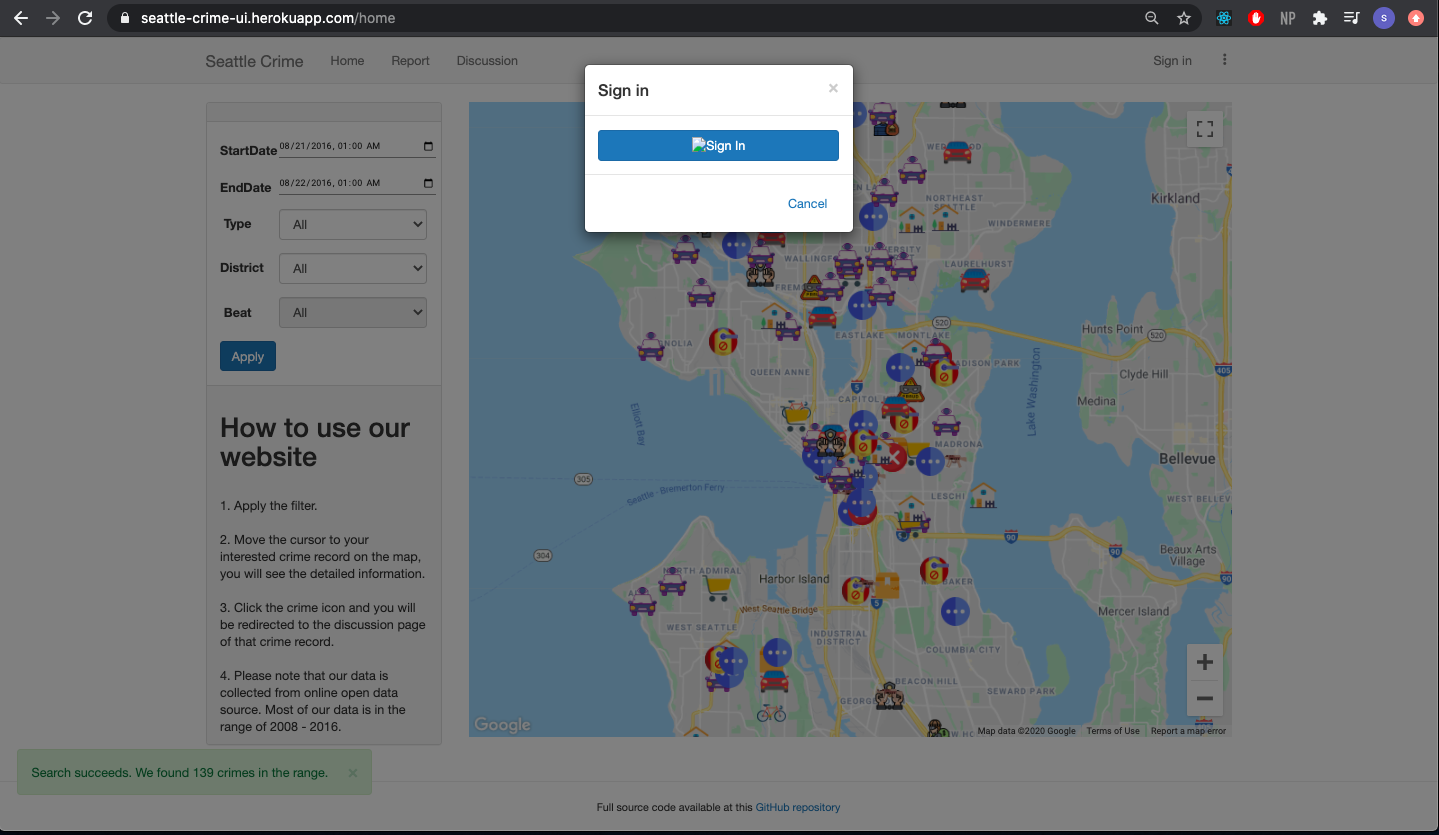 seattle-crime-ui.herokuapp.com/home
NP
S
Seattle Crime
Home
Report
Discussion
Sign in
Sign in
×
Sign In
Cancel
StartDate
08/21/2016, 01:00 AM
EndDate
08/22/2016, 01:00 AM
Type
All
District
All
Beat
All
Apply
How to use our
website
1. Apply the filter.
2. Move the cursor to your
interested crime record on the map,
you will see the detailed information.
3. Click the crime icon and you will
be redirected to the discussion page
of that crime record.
4. Please note that our data is
collected from online open data
source. Most of our data is in the
range of 2008 - 2016.
Kirkland
NORTHEAST
SEATTLE
WINDERMERE
LAURELHURST
520
Hunts Point
520
EASTLAKE
MONTLAKE
QUEEN ANNE
405
Clyde Hill
5
Medina
Lake Washington
Elliott Bay
MADRONA
Bellevue
305
Seattle - Bremerton Ferry
LESCHI
WEST BELLEV
90
90
304
Beaux Arts
Village
NORTH ADMIRAL
Harbor Island
90
5
West Seattle Bridge
Mercer Island
WEST SEATTLE
INDUSTRIAL
DISTRICT
COLUMBIA CITY
BEACON HILL
SEWARD PARK
Google
Map data ©2020 Google
Terms of Use
Report a map error
Search succeeds. We found 139 crimes in the range.
×
Full source code available at this GitHub repository